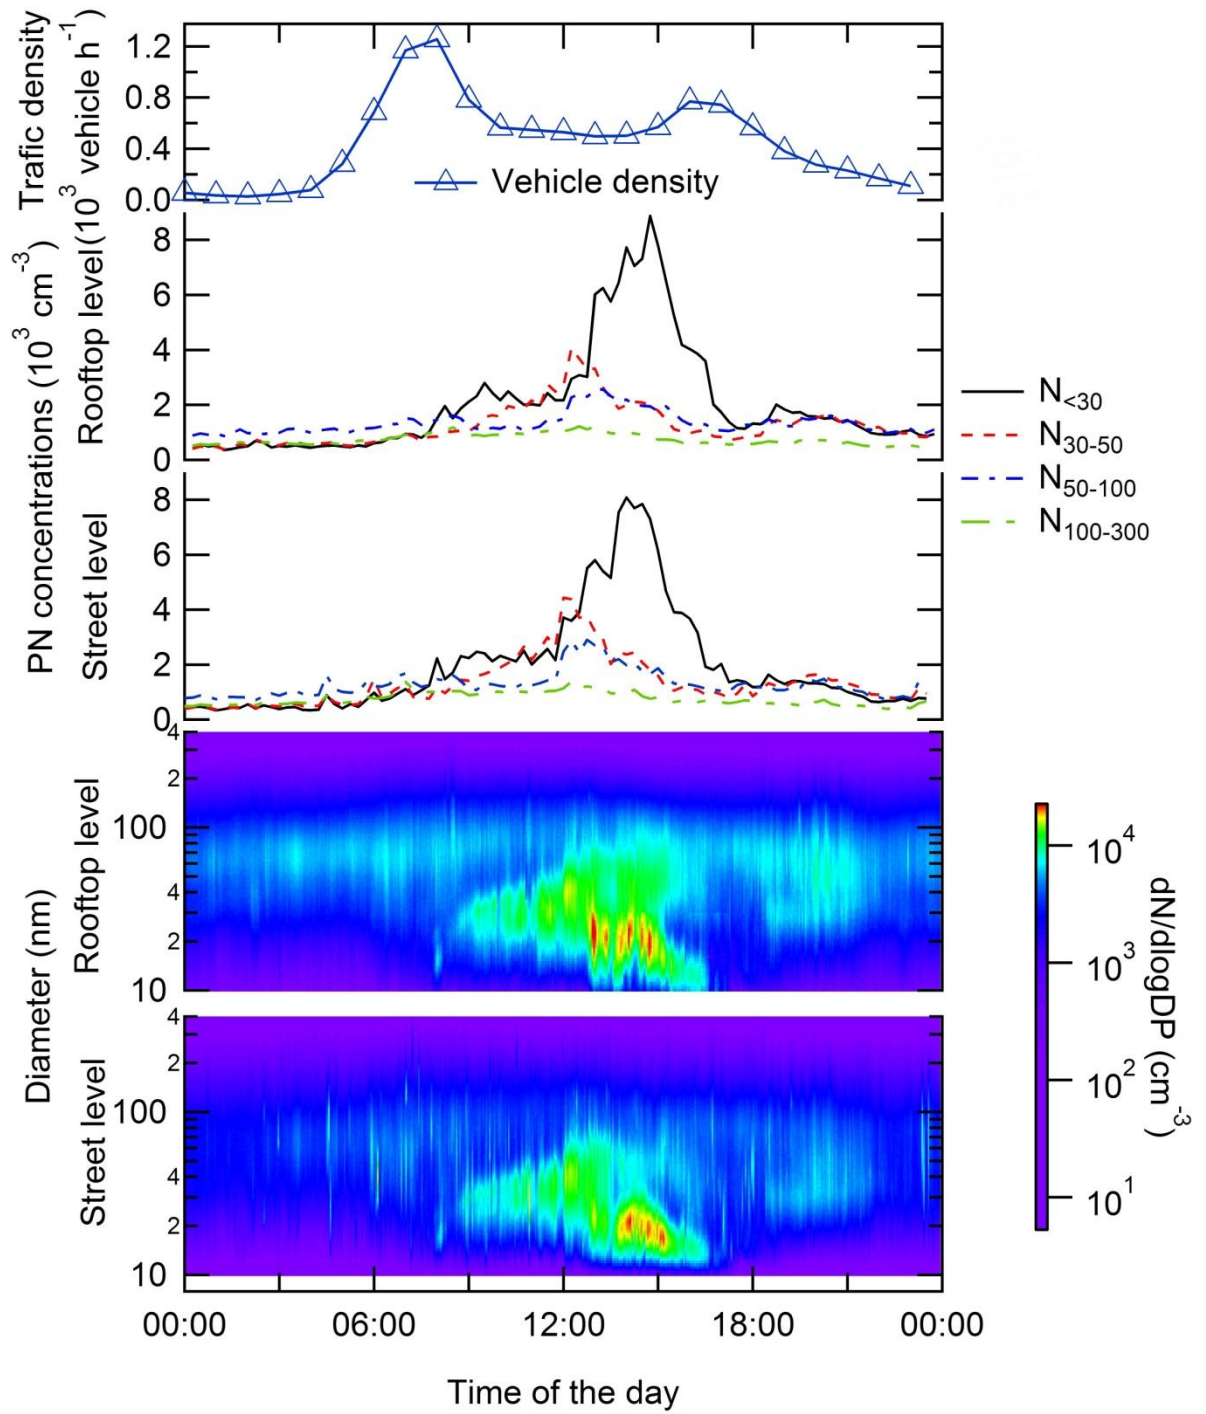 Trafic density
(10³ vehicle h⁻¹)
1.2
0.8
0.4
0.0
Vehicle density
PN concentrations (10³ cm⁻³)
Rooftop level
8
6
4
2
0
N<30
N30-50
N50-100
N100-300
Street level
8
6
4
2
0
Diameter (nm)
Rooftop level
4
2
100
4
2
10
Street level
4
2
100
4
2
10
10⁴
10³
10²
10¹
dN/dlogDP (cm⁻³)
00:00 06:00 12:00 18:00 00:00
Time of the day